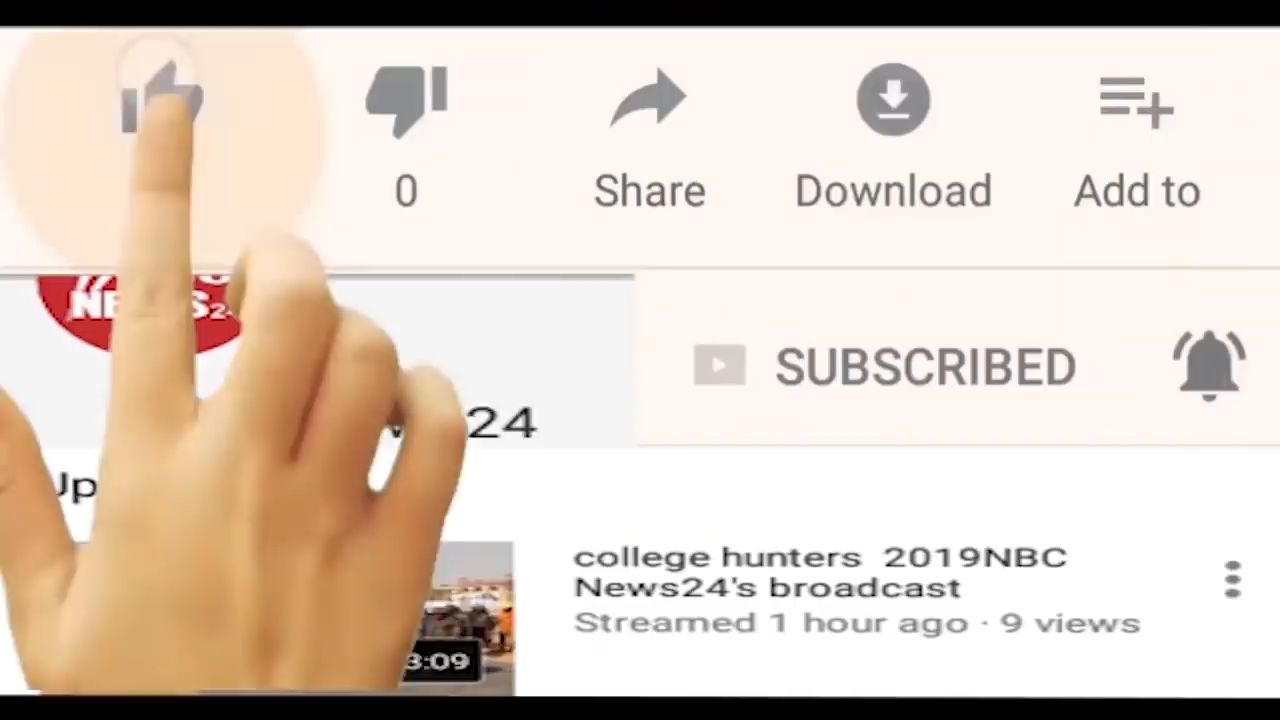 0 Share Download Add to
SUBSCRIBED
24
college hunters 2019NBC
News24's broadcast
Streamed 1 hour ago · 9 views
3:09